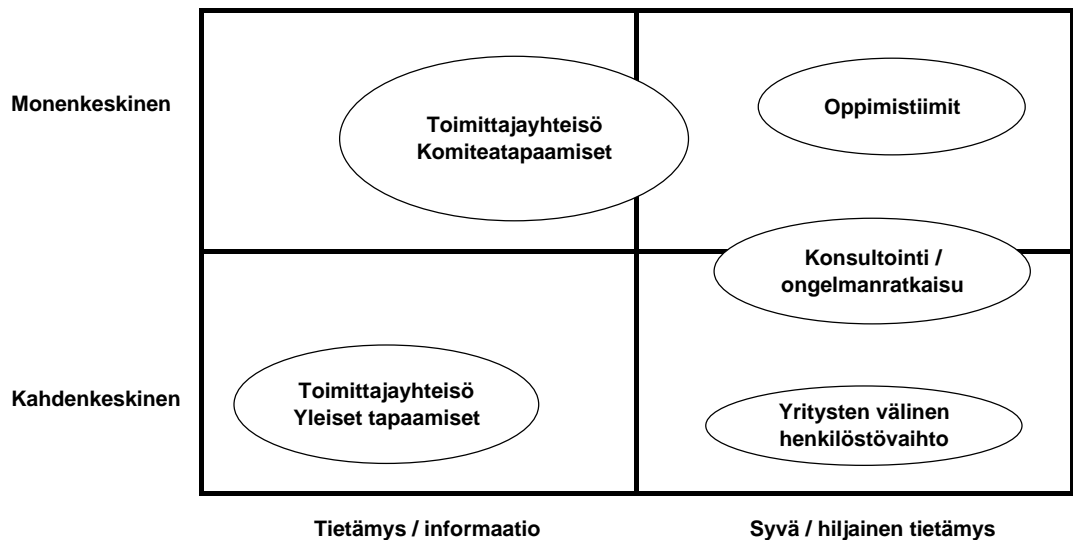 Monenkeskinen
Toimittajayhteisö
Komiteatapaamiset
Oppimistiimit
Konsultointi /
ongelmanratkaisu
Kahdenkeskinen
Toimittajayhteisö
Yleiset tapaamiset
Yritysten välinen
henkilöstövaihto
Tietämys / informaatio
Syvä / hiljainen tietämys